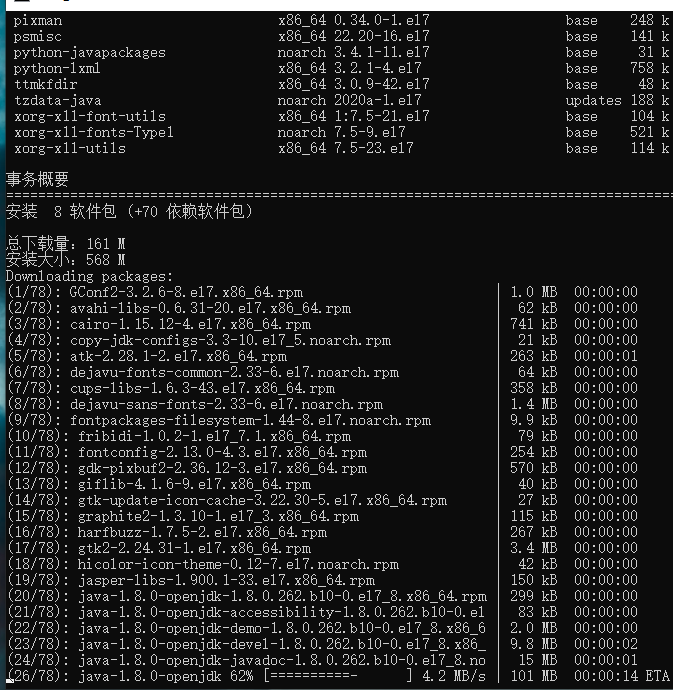 pixman x86_64 0.34.0-1.el7 base 248 k
psmisc x86_64 22.20-16.el7 base 141 k
python-javapackages noarch 3.4.1-11.el7 base 31 k
python-lxml x86_64 3.2.1-4.el7 base 758 k
ttmkfdir x86_64 3.0.9-42.el7 base 48 k
tzdata-java noarch 2020a-1.el7 updates 188 k
xorg-x11-font-utils x86_64 1:7.5-21.el7 base 104 k
xorg-x11-fonts-Type1 noarch 7.5-9.el7 base 521 k
xorg-x11-utils x86_64 7.5-23.el7 base 114 k
事务概要
================================================================================
安装 8 软件包 (+70 依赖软件包)
总下载量：161 M
安装大小：568 M
Downloading packages:
(1/78): GConf2-3.2.6-8.el7.x86_64.rpm | 1.0 MB 00:00:00
(2/78): avahi-libs-0.6.31-20.el7.x86_64.rpm | 62 kB 00:00:00
(3/78): cairo-1.15.12-4.el7.x86_64.rpm | 741 kB 00:00:00
(4/78): copy-jdk-configs-3.3-10.el7_5.noarch.rpm | 21 kB 00:00:00
(5/78): atk-2.28.1-2.el7.x86_64.rpm | 263 kB 00:00:01
(6/78): dejavu-fonts-common-2.33-6.el7.noarch.rpm | 64 kB 00:00:00
(7/78): cups-libs-1.6.3-43.el7.x86_64.rpm | 358 kB 00:00:00
(8/78): dejavu-sans-fonts-2.33-6.el7.noarch.rpm | 1.4 MB 00:00:00
(9/78): fontpackages-filesystem-1.44-8.el7.noarch.rpm | 9.9 kB 00:00:00
(10/78): fribidi-1.0.2-1.el7_7.1.x86_64.rpm | 79 kB 00:00:00
(11/78): fontconfig-2.13.0-4.3.el7.x86_64.rpm | 254 kB 00:00:00
(12/78): gdk-pixbuf2-2.36.12-3.el7.x86_64.rpm | 570 kB 00:00:00
(13/78): giflib-4.1.6-9.el7.x86_64.rpm | 40 kB 00:00:00
(14/78): gtk-update-icon-cache-3.22.30-5.el7.x86_64.rpm | 27 kB 00:00:00
(15/78): graphite2-1.3.10-1.el7_3.x86_64.rpm | 115 kB 00:00:00
(16/78): harfbuzz-1.7.5-2.el7.x86_64.rpm | 267 kB 00:00:00
(17/78): gtk2-2.24.31-1.el7.x86_64.rpm | 3.4 MB 00:00:00
(18/78): hicolor-icon-theme-0.12-7.el7.noarch.rpm | 42 kB 00:00:00
(19/78): jasper-libs-1.900.1-33.el7.x86_64.rpm | 150 kB 00:00:00
(20/78): java-1.8.0-openjdk-1.8.0.262.b10-0.el7_8.x86_64.rpm | 299 kB 00:00:00
(21/78): java-1.8.0-openjdk-accessibility-1.8.0.262.b10-0.el | 83 kB 00:00:00
(22/78): java-1.8.0-openjdk-demo-1.8.0.262.b10-0.el7_8.x86_6 | 2.0 MB 00:00:00
(23/78): java-1.8.0-openjdk-devel-1.8.0.262.b10-0.el7_8.x86_ | 9.8 MB 00:00:02
(24/78): java-1.8.0-openjdk-javadoc-1.8.0.262.b10-0.el7_8.no | 15 MB 00:00:01
(26/78): java-1.8.0-openjdk 62% [==========- ] 4.2 MB/s | 101 MB 00:00:14 ETA